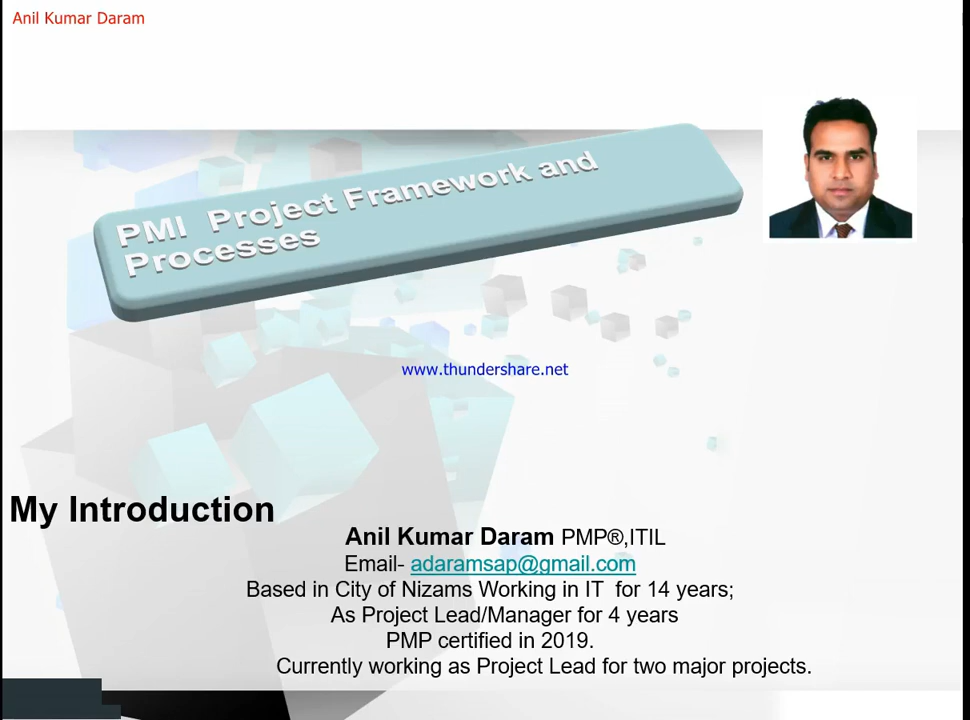 Anil Kumar Daram
PMI Project Framework and
Processes
www.thundershare.net
My Introduction
Anil Kumar Daram PMP®,ITIL
Email- adaramsap@gmail.com
Based in City of Nizams Working in IT for 14 years;
As Project Lead/Manager for 4 years
PMP certified in 2019.
Currently working as Project Lead for two major projects.